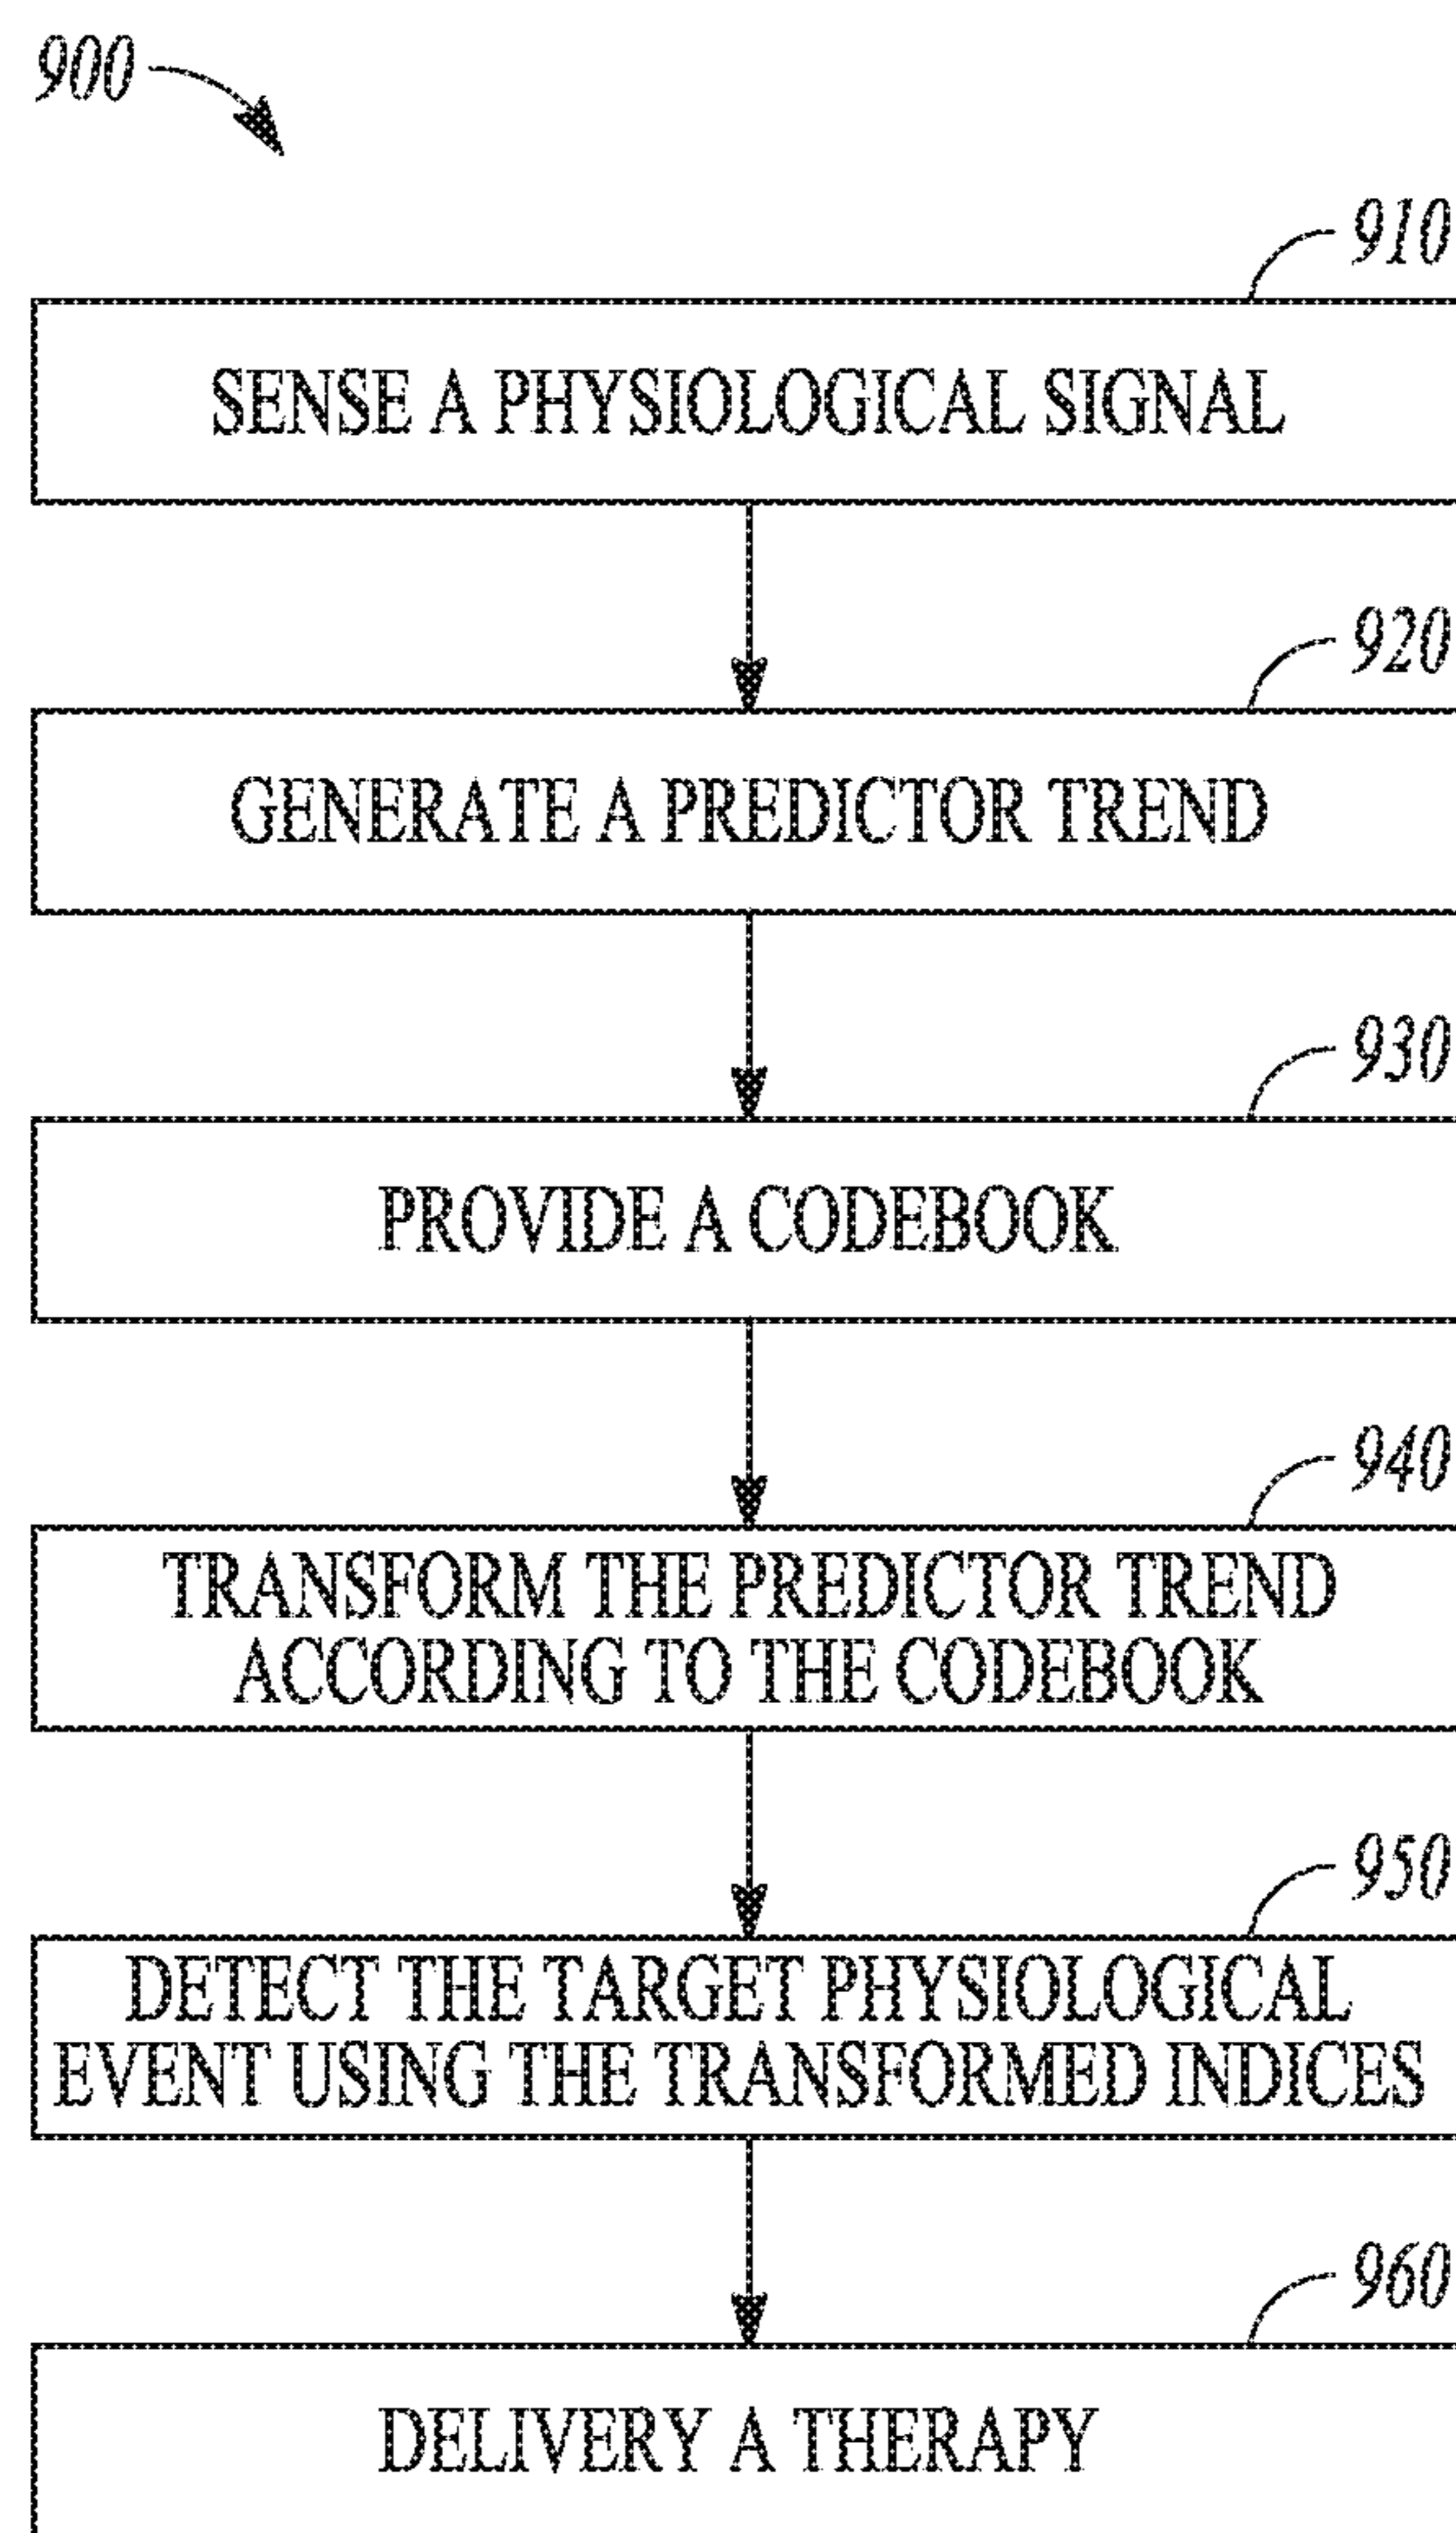 900
910
SENSE A PHYSIOLOGICAL SIGNAL
920
GENERATE A PREDICTOR TREND
930
PROVIDE A CODEBOOK
940
TRANSFORM THE PREDICTOR TREND
ACCORDING TO THE CODEBOOK
950
DETECT THE TARGET PHYSIOLOGICAL
EVENT USING THE TRANSFORMED INDICES
960
DELIVERY A THERAPY